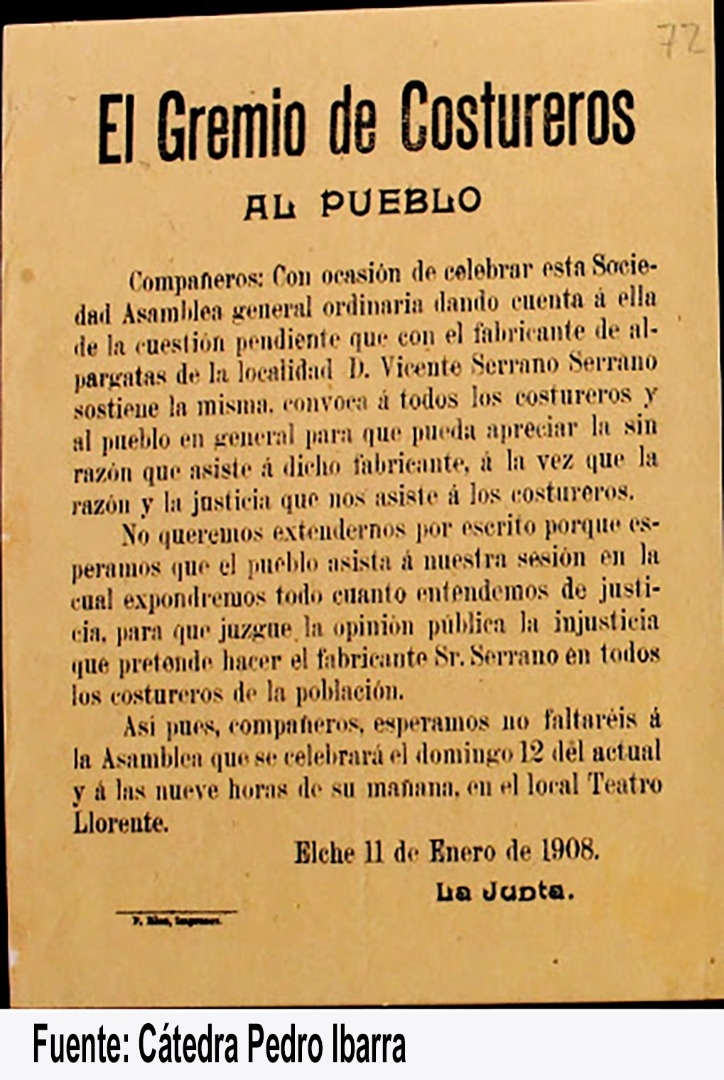 72
El Gremio de Costureros
AL PUEBLO
Compañeros: Con ocasión de celebrar esta Socie-
dad Asamblea general ordinaria dando cuenta á ella
de la cuestión pendiente que con el fabricante de al-
pargatas de la localidad D. Vicente Serrano Serrano
sostiene la misma, convoca á todos los costureros y
al pueblo en general para que pueda apreciar la sin
razón que asiste á dicho fabricante, á la vez que la
razón y la justicia que nos asiste á los costureros.
No queremos extendernos por escrito porque es-
peramos que el pueblo asista á nuestra sesión en la
cual expondremos todo cuanto entendemos de justi-
cia, para que juzgue la opinión pública la injusticia
que pretende hacer el fabricante Sr. Serrano en todos
los costureros de la población.
Así pues, compañeros, esperamos no faltaréis á
la Asamblea que se celebrará el domingo 12 del actual
y á las nueve horas de su mañana, en el local Teatro
Llorente.
Elche 11 de Enero de 1908.
La Junta.
Fuente: Cátedra Pedro Ibarra